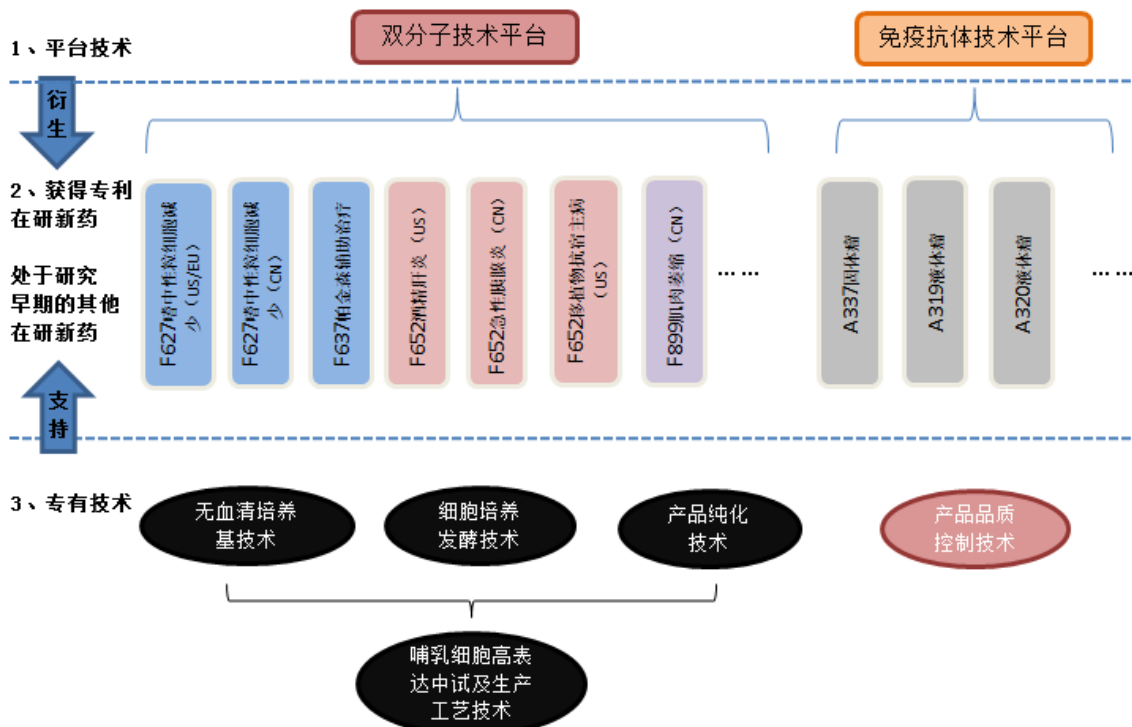 双分子技术平台
免疫抗体技术平台
1、平台技术
衍
生
2、获得专利
在研新药
处于研究
早期的其他
在研新药
F627嗜中性粒细胞减
少（US/EU）
F627嗜中性粒细胞减
少（CN）
F637帕金森辅助治疗
F652酒精肝炎（US）
F652急性胰腺炎（CN）
F652移植物抗宿主病
（US）
F899肌肉萎缩（CN）
……
A337固体瘤
A319液体瘤
A320液体瘤
……
支
持
3、专有技术
无血清培养
基技术
细胞培养
发酵技术
产品纯化
技术
产品品质
控制技术
哺乳细胞高表
达中试及生产
工艺技术